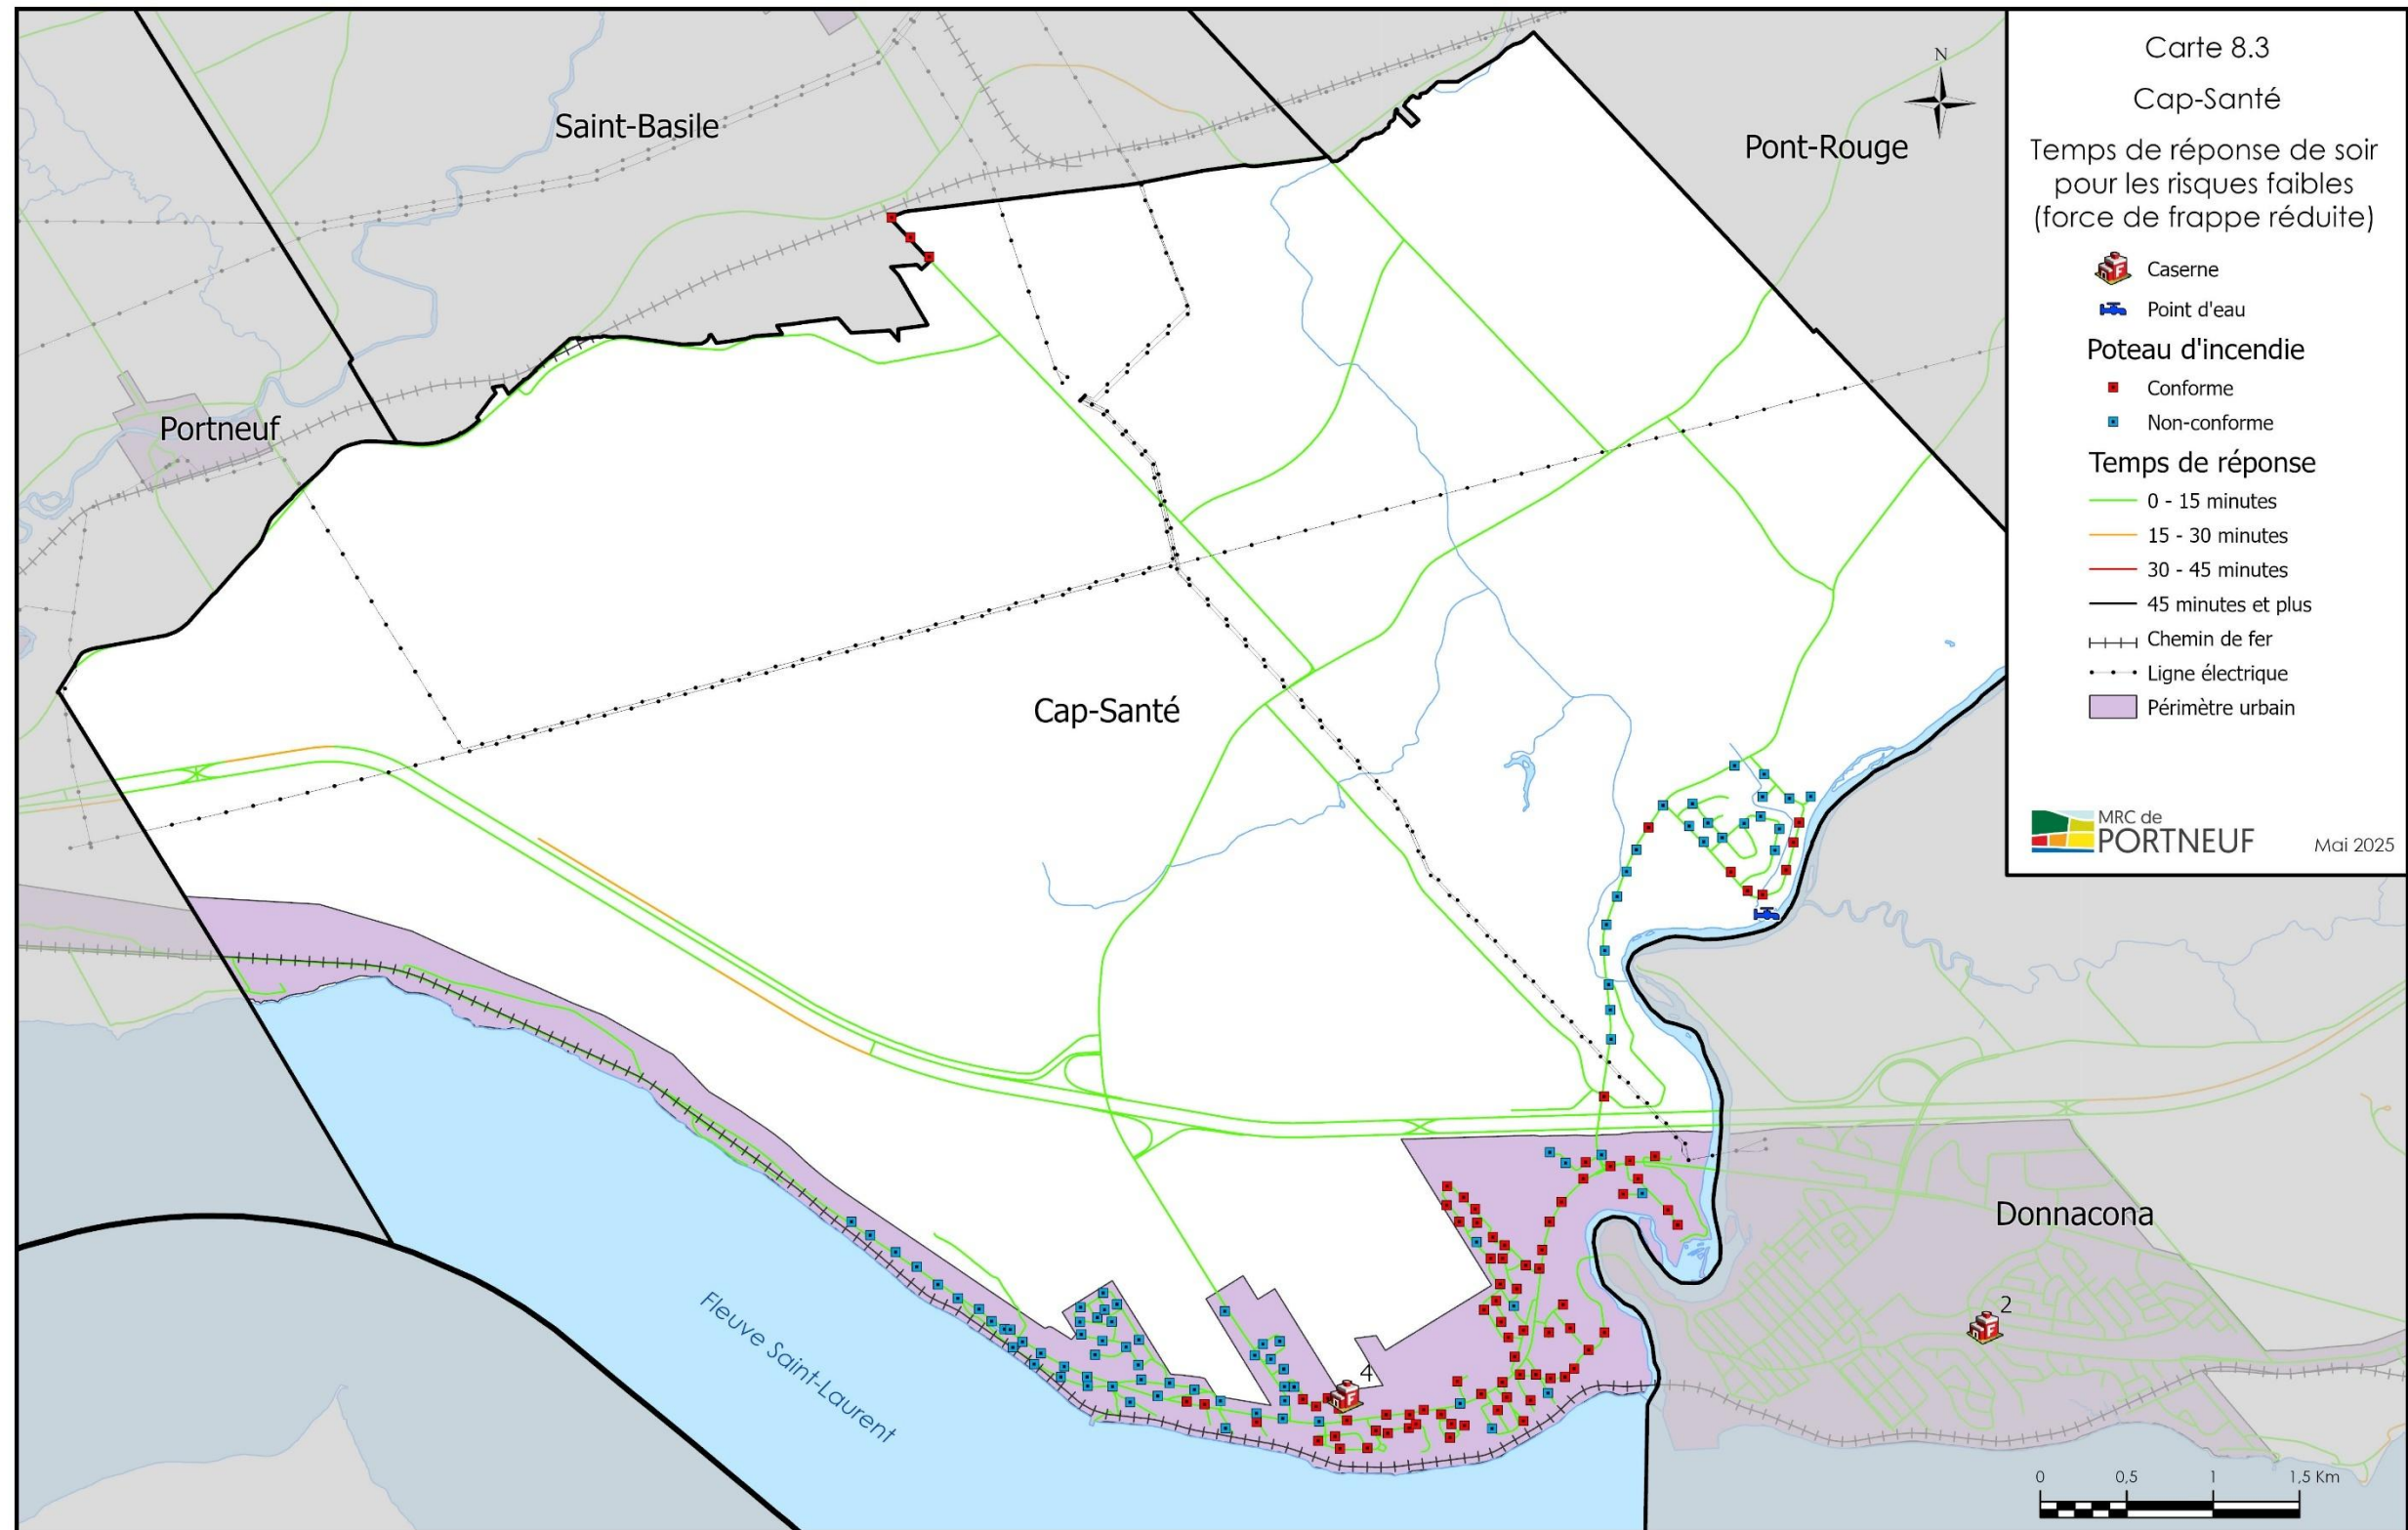 Carte 8.3
Cap-Santé
Temps de réponse de soir
pour les risques faibles
(force de frappe réduite)
Caserne
Point d'eau
Poteau d'incendie
Conforme
Non-conforme
Temps de réponse
0 - 15 minutes
15 - 30 minutes
30 - 45 minutes
45 minutes et plus
Chemin de fer
Ligne électrique
Périmètre urbain
MRC de
PORTNEUF
Mai 2025
N
Saint-Basile
Pont-Rouge
Portneuf
Cap-Santé
Donnacona
2
4
Fleuve Saint-Laurent
0 0,5 1 1,5 Km